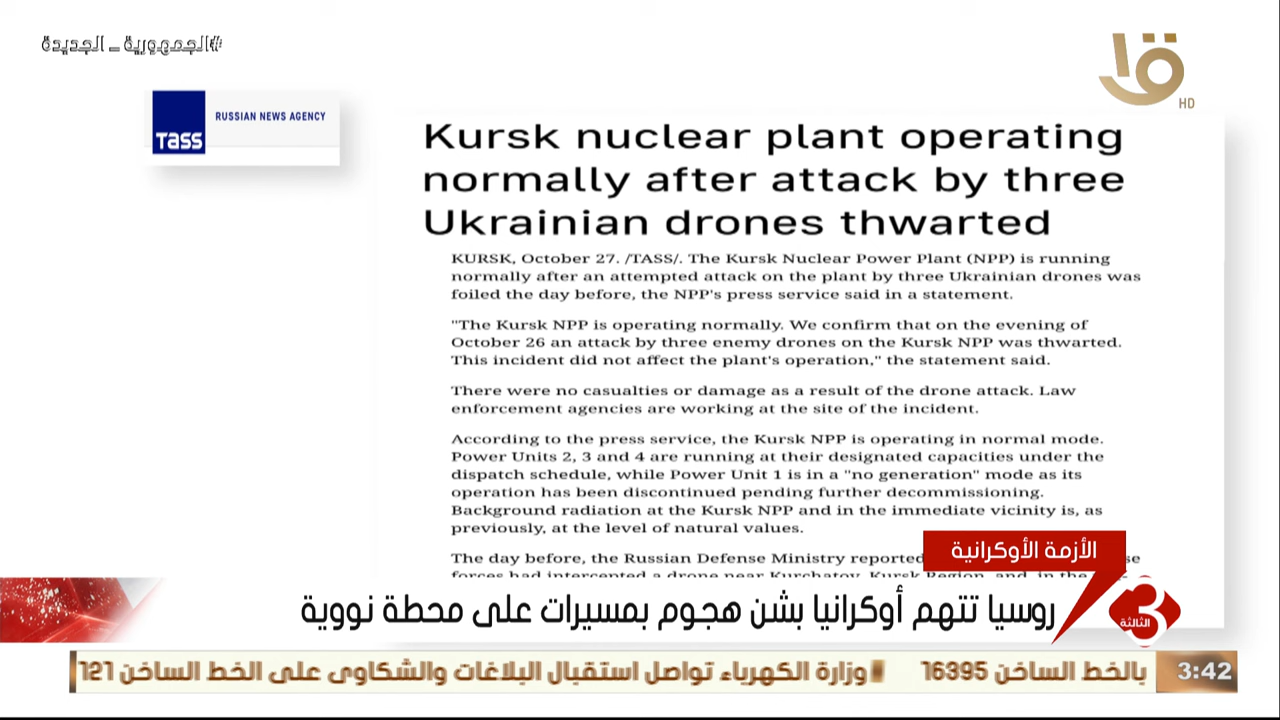 #الجمهورية_الجديدة
HD
TASS
RUSSIAN NEWS AGENCY
Kursk nuclear plant operating
normally after attack by three
Ukrainian drones thwarted
KURSK, October 27. /TASS/. The Kursk Nuclear Power Plant (NPP) is running
normally after an attempted attack on the plant by three Ukrainian drones was
foiled the day before, the NPP's press service said in a statement.
"The Kursk NPP is operating normally. We confirm that on the evening of
October 26 an attack by three enemy drones on the Kursk NPP was thwarted.
This incident did not affect the plant's operation," the statement said.
There were no casualties or damage as a result of the drone attack. Law
enforcement agencies are working at the site of the incident.
According to the press service, the Kursk NPP is operating in normal mode.
Power Units 2, 3 and 4 are running at their designated capacities under the
dispatch schedule, while Power Unit 1 is in a "no generation" mode as its
operation has been discontinued pending further decommissioning.
Background radiation at the Kursk NPP and in the immediate vicinity is, as
previously, at the level of natural values.
The day before, the Russian Defense Ministry reported
forces had intercepted a drone near Kurchatov, Kursk Region, and, in the
الأزمة الأوكرانية
روسيا تتهم أوكرانيا بشن هجوم بمسيرات على محطة نووية
3 الثالثة
بالخط الساخن 16395 وزارة الكهرباء تواصل استقبال البلاغات والشكاوى على الخط الساخن 121
3:42